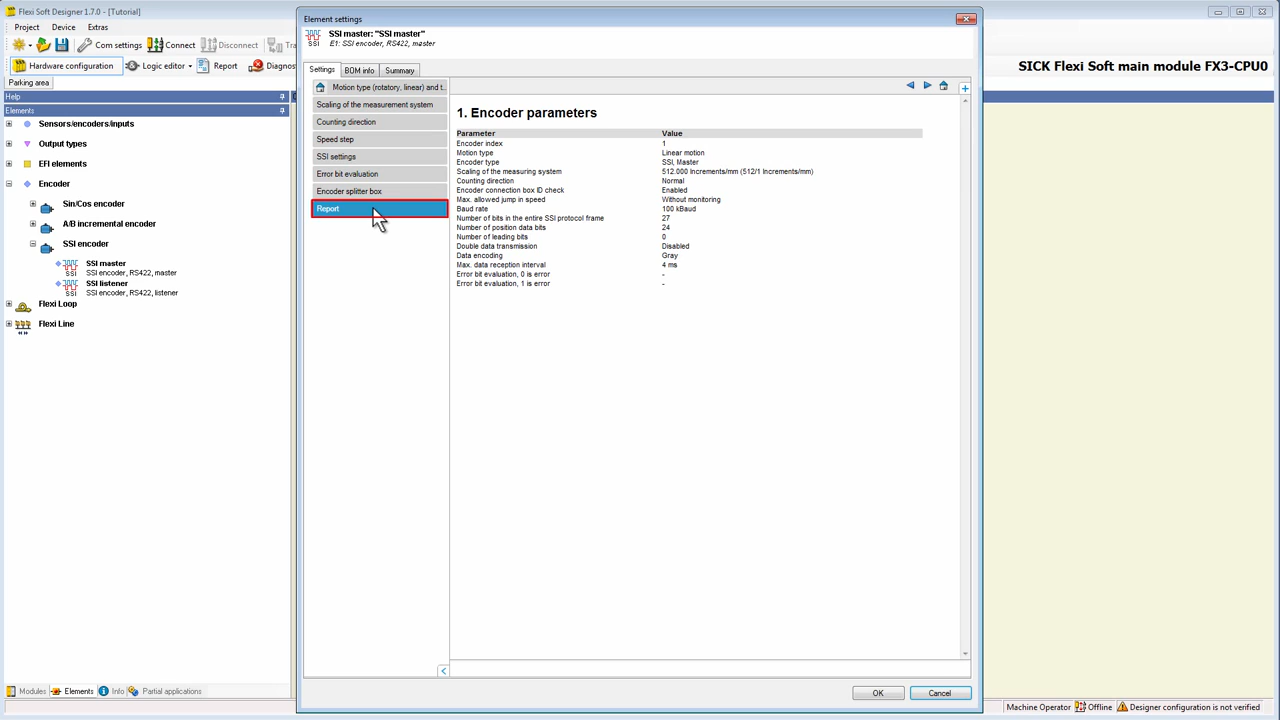 Flexi Soft Designer 1.7.0 - [Tutorial]
Project Device Extras
Com settings Connect Disconnect
Hardware configuration Logic editor Report
SICK Flexi Soft main module FX3-CPU0
Parking area
Help
Elements
Sensors/encoders/inputs
Output types
EFI elements
Encoder
Sin/Cos encoder
A/B incremental encoder
SSI encoder
SSI master
SSI encoder, RS422, master
SSI listener
SSI encoder, RS422, listener
Flexi Loop
Flexi Line
Modules Elements Info Partial applications
Element settings
SSI master: "SSI master"
E1: SSI encoder, RS422, master
SSI
Settings BOM info Summary
Motion type (rotatory, linear) and t..
Scaling of the measurement system
Counting direction
Speed step
SSI settings
Error bit evaluation
Encoder splitter box
Report
1. Encoder parameters
Parameter Value
Encoder index 1
Motion type Linear motion
Encoder type SSI, Master
Scaling of the measuring system 512.000 Increments/mm (512/1 Increments/mm)
Counting direction Normal
Encoder connection box ID check Enabled
Max. allowed jump in speed Without monitoring
Baud rate 100 kBaud
Number of bits in the entire SSI protocol frame 27
Number of position data bits 24
Number of leading bits 0
Double data transmission Disabled
Data encoding Gray
Max. data reception interval 4 ms
Error bit evaluation, 0 is error -
Error bit evaluation, 1 is error -
OK Cancel
Machine Operator Offline Designer configuration is not verified